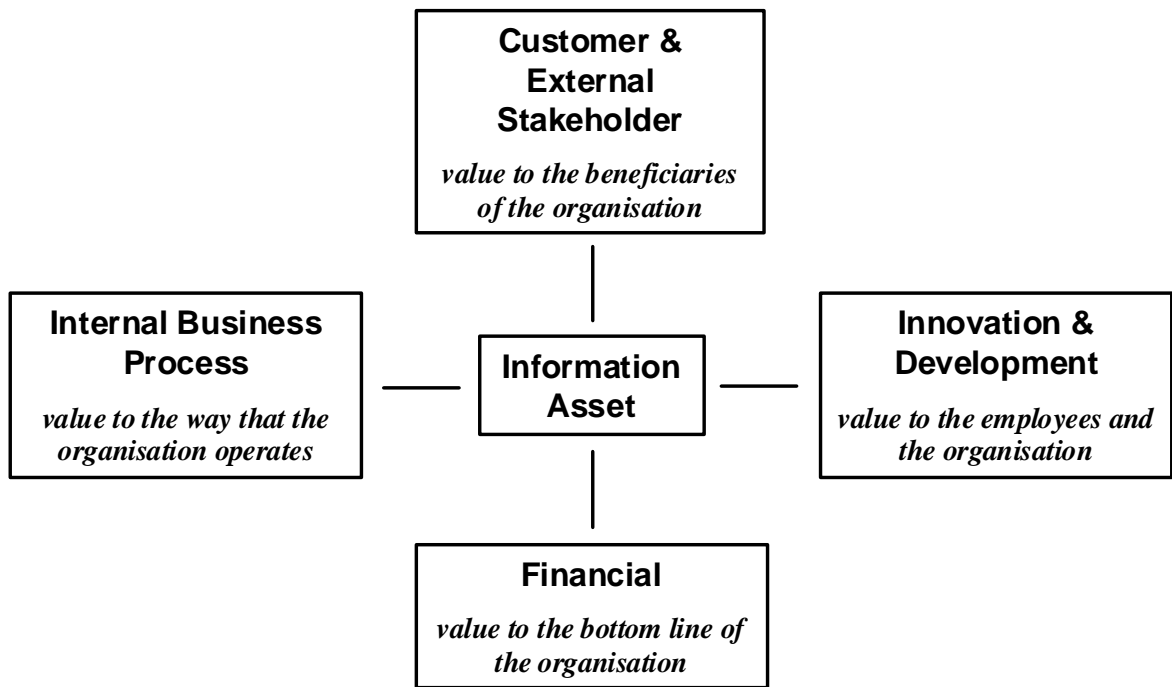 Customer &
External
Stakeholder
value to the beneficiaries
of the organisation
Internal Business
Process
value to the way that the
organisation operates
Information
Asset
Innovation &
Development
value to the employees and
the organisation
Financial
value to the bottom line of
the organisation